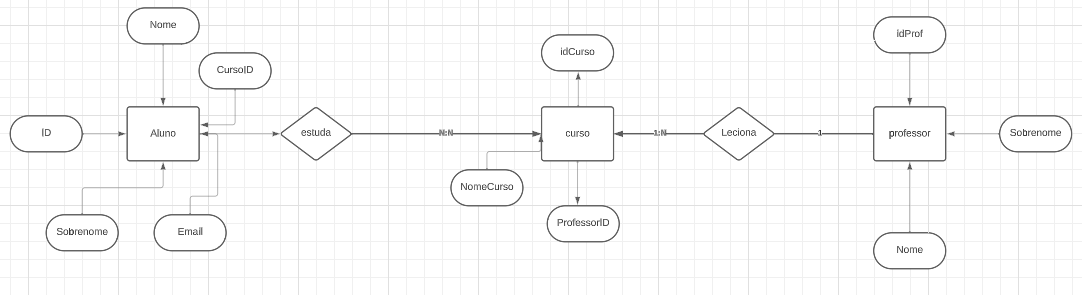 Nome
idProf
idCurso
CursoID
ID
Aluno
estuda
N:N
curso
1:N
Leciona
1
professor
Sobrenome
NomeCurso
ProfessorID
Sobrenome
Email
Nome